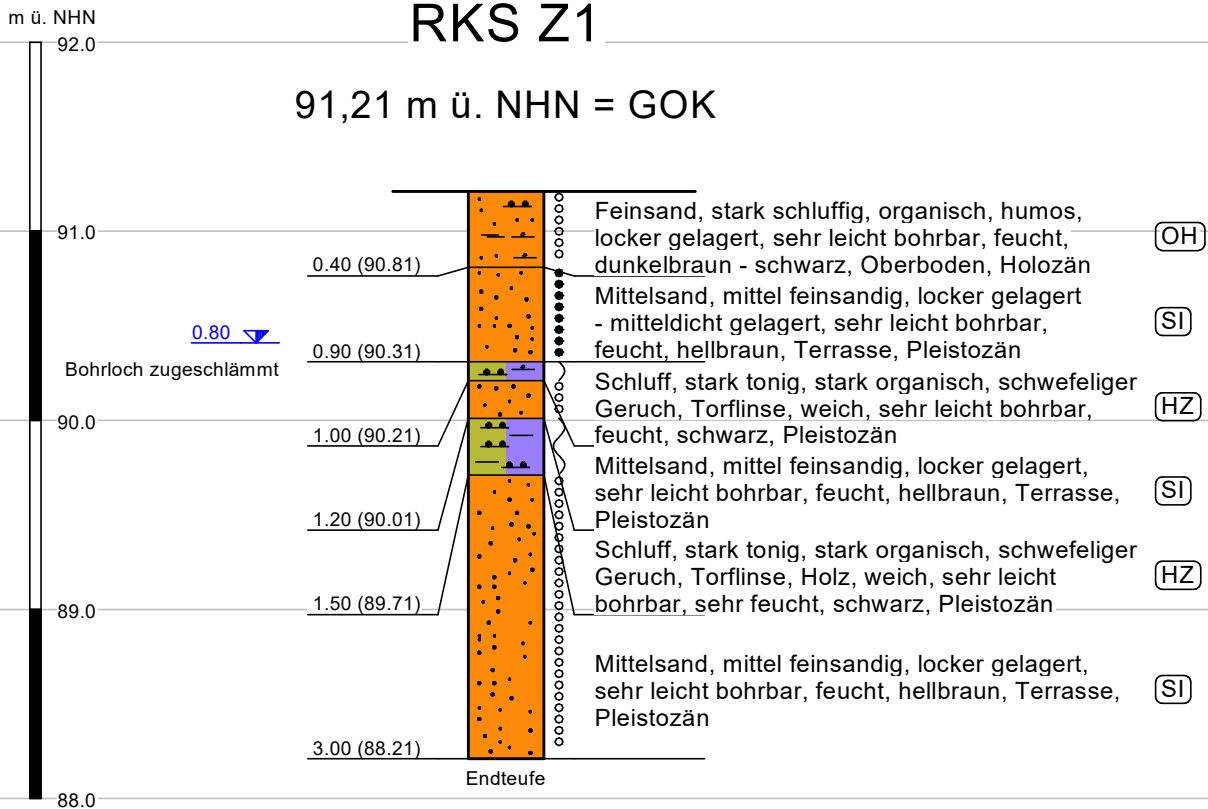 m ü. NHN
RKS Z1
92.0
91,21 m ü. NHN = GOK
Feinsand, stark schluffig, organisch, humos,
locker gelagert, sehr leicht bohrbar, feucht,
dunkelbraun - schwarz, Oberboden, Holozän
OH
91.0
0.40 (90.81)
Mittelsand, mittel feinsandig, locker gelagert
- mitteldicht gelagert, sehr leicht bohrbar,
feucht, hellbraun, Terrasse, Pleistozän
SI
0.80
Bohrloch zugeschlämmt
0.90 (90.31)
Schluff, stark tonig, stark organisch, schwefeliger
Geruch, Torflinse, weich, sehr leicht bohrbar,
feucht, schwarz, Pleistozän
HZ
90.0
1.00 (90.21)
Mittelsand, mittel feinsandig, locker gelagert,
sehr leicht bohrbar, feucht, hellbraun, Terrasse,
Pleistozän
SI
1.20 (90.01)
Schluff, stark tonig, stark organisch, schwefeliger
Geruch, Torflinse, Holz, weich, sehr leicht
bohrbar, sehr feucht, schwarz, Pleistozän
HZ
1.50 (89.71)
89.0
Mittelsand, mittel feinsandig, locker gelagert,
sehr leicht bohrbar, feucht, hellbraun, Terrasse,
Pleistozän
SI
3.00 (88.21)
Endteufe
88.0